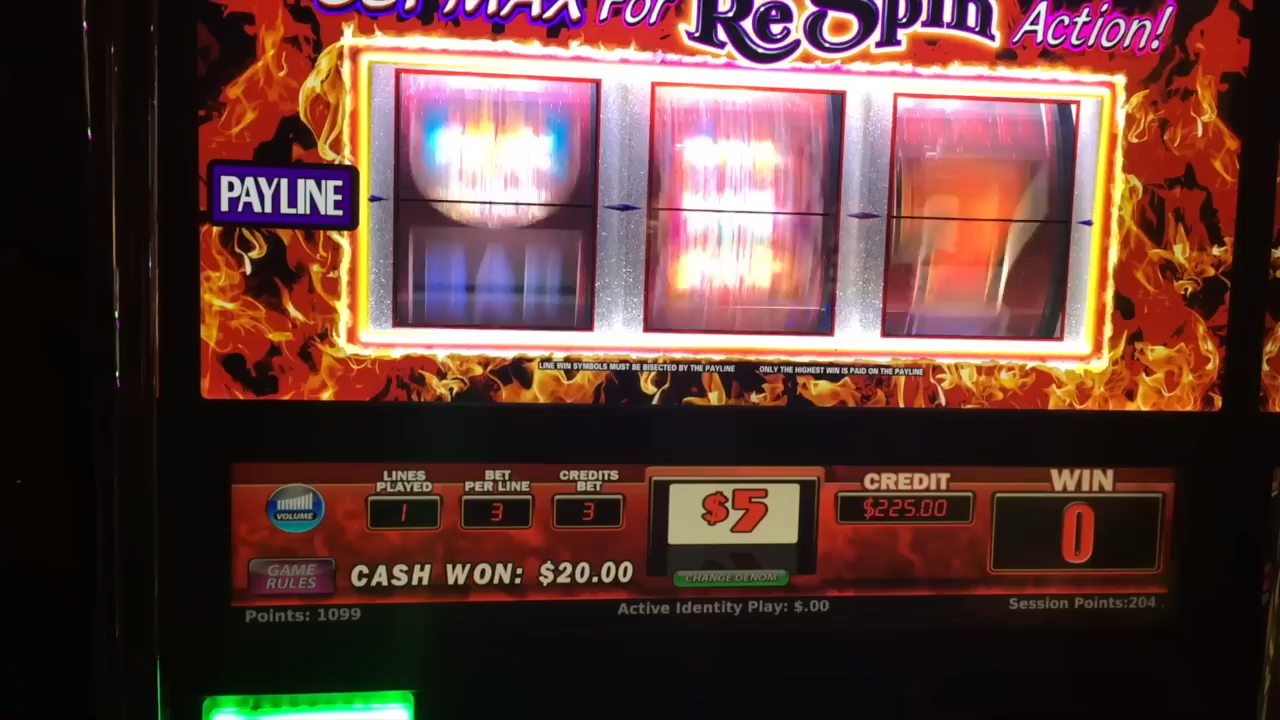 MAX For ReSpin Action!
PAYLINE
LINE WIN SYMBOLS MUST BE BISECTED BY THE PAYLINE ONLY THE HIGHEST WIN IS PAID ON THE PAYLINE
VOLUME
LINES PLAYED
1
BET PER LINE
3
CREDITS BET
3
$5
CHANGE DENOM
CREDIT
$225.00
WIN
0
GAME RULES
CASH WON: $20.00
Points: 1099
Active Identity Play: $.00
Session Points:204